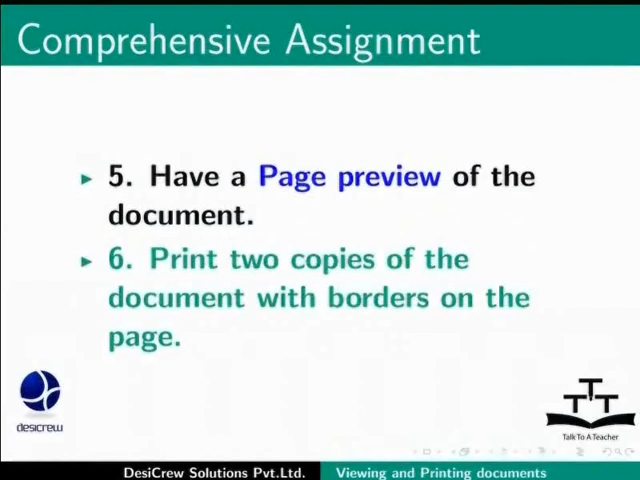 Comprehensive Assignment
5. Have a Page preview of the
document.
6. Print two copies of the
document with borders on the
page.
desicrew
TTT
Talk To A Teacher
DesiCrew Solutions Pvt.Ltd. Viewing and Printing documents